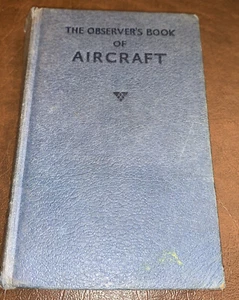 THE OBSERVER'S BOOK
OF
AIRCRAFT